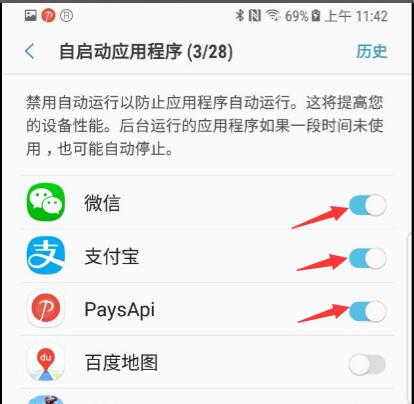 69% 上午 11:42
自启动应用程序 (3/28)
历史
禁用自动运行以防止应用程序自动运行。这将提高您
的设备性能。后台运行的应用程序如果一段时间未使
用，也可能自动停止。
微信
支付宝
PaysApi
du
百度地图